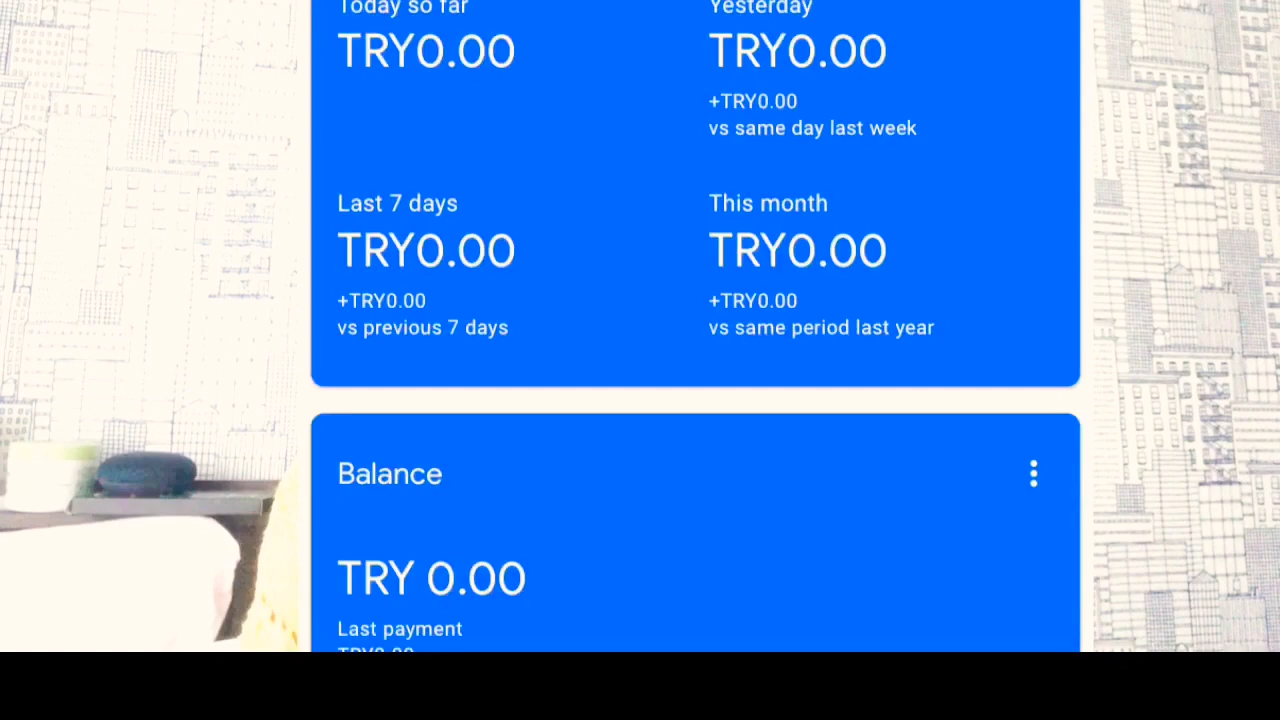 Today so far
Yesterday
TRY0.00
TRY0.00
+TRY0.00
vs same day last week
Last 7 days
This month
TRY0.00
TRY0.00
+TRY0.00
+TRY0.00
vs previous 7 days
vs same period last year
Balance
TRY 0.00
Last payment
TRY0.00